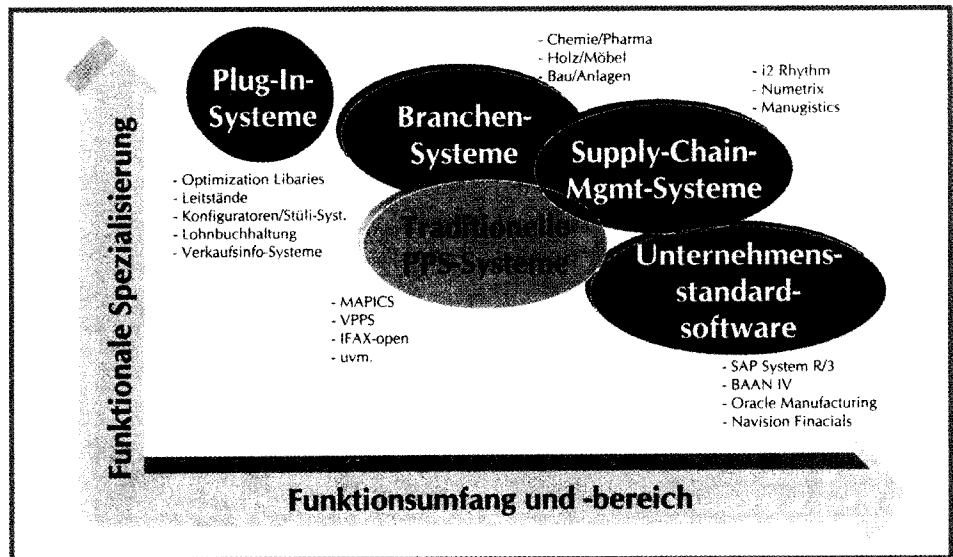 Plug-In-
Systeme
- Optimization Libaries
- Leitstände
- Konfiguratoren/Stüli-Syst.
- Lohnbuchhaltung
- Verkaufsinfo-Systeme
- Chemie/Pharma
- Holz/Möbel
- Bau/Anlagen
Branchen-
Systeme
- i2 Rhythm
- Numetrix
- Manugistics
Supply-Chain-
Mgmt-Systeme
Traditionelle
PPS-Systeme
- MAPICS
- VPPS
- IFAX-open
- uvm.
Unternehmens-
standard-
software
- SAP System R/3
- BAAN IV
- Oracle Manufacturing
- Navision Finacials
Funktionale Spezialisierung
Funktionsumfang und -bereich